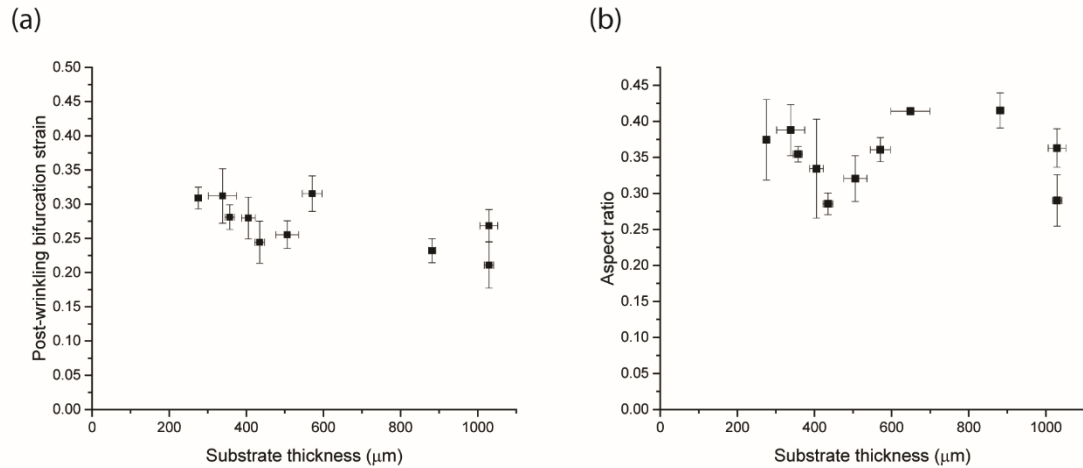 (a)
(b)
Post-wrinkling bifurcation strain
0.50
0.45
0.40
0.35
0.30
0.25
0.20
0.15
0.10
0.05
0.00
0 200 400 600 800 1000
Substrate thickness (μm)
Aspect ratio
0.45
0.40
0.35
0.30
0.25
0.20
0.15
0.10
0.05
0.00
0 200 400 600 800 1000
Substrate thickness (μm)